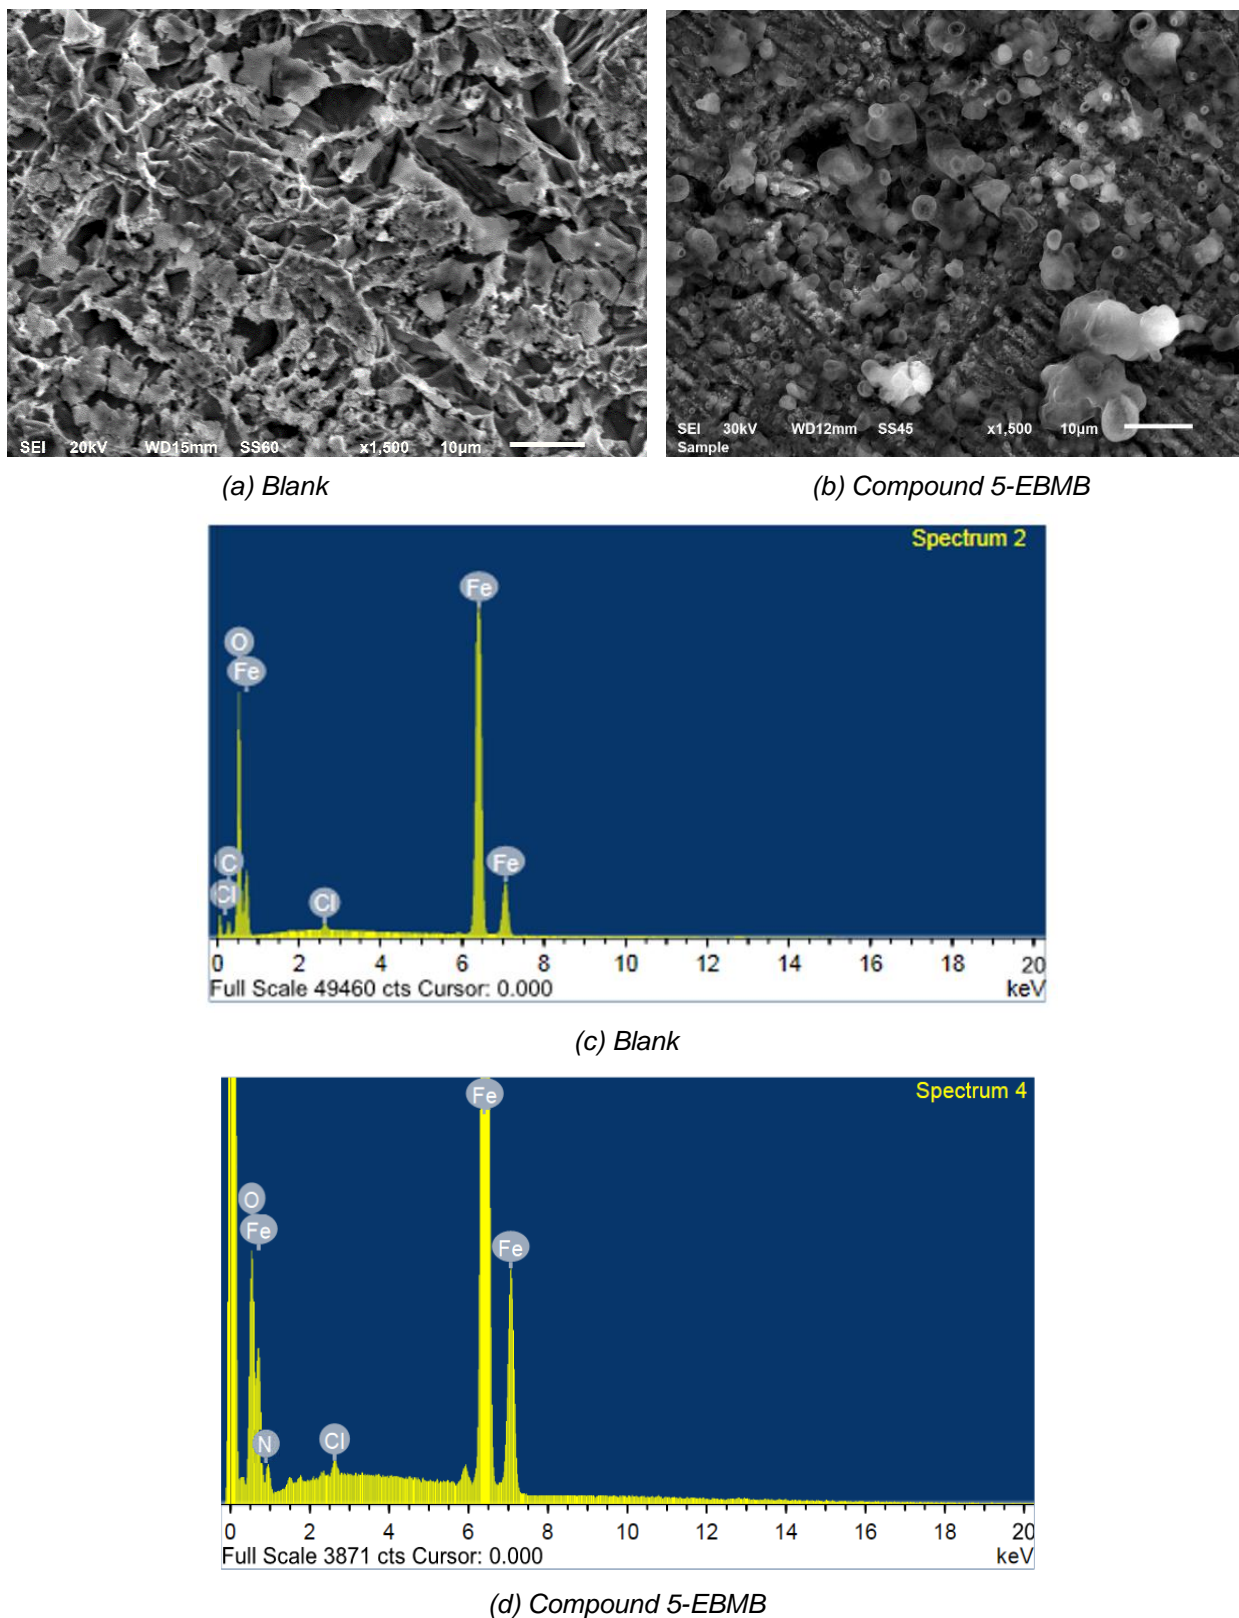 SEI 20kV WD15mm SS60 x1,500 10µm
SEI 30kV WD12mm SS45 x1,500 10µm
Sample
(a) Blank
(b) Compound 5-EBMB
Spectrum 2
Fe
O
Fe
C
Cl
Cl
Fe
0 2 4 6 8 10 12 14 16 18 20
Full Scale 49460 cts Cursor: 0.000 keV
(c) Blank
Spectrum 4
Fe
O
Fe
Fe
N
Cl
0 2 4 6 8 10 12 14 16 18 20
Full Scale 3871 cts Cursor: 0.000 keV
(d) Compound 5-EBMB